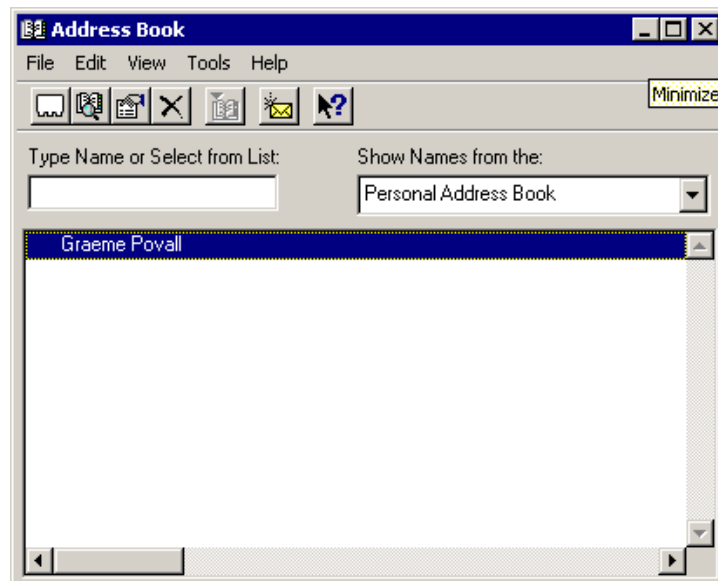 Address Book
File Edit View Tools Help
Minimize
Type Name or Select from List: Show Names from the:
Personal Address Book
Graeme Povall